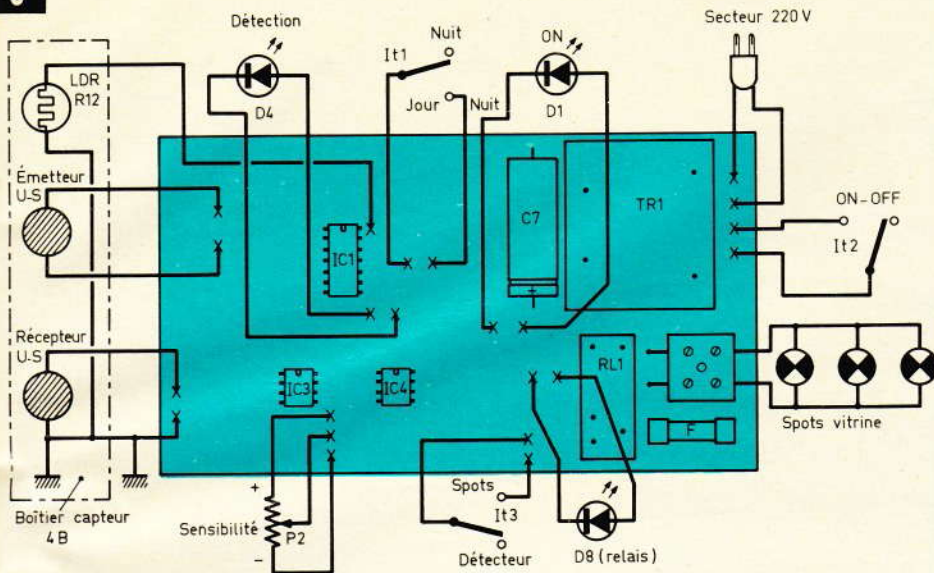 Détection
Nuit
It1
ON
Secteur 220 V
LDR
R12
D4
Jour
Nuit
D1
Émetteur
U-S
IC1
C7
TR1
ON-OFF
It2
+
Récepteur
U-S
IC3
IC4
RL1
F
Spots vitrine
Boîtier capteur
4B
+
Sensibilité
P2
-
Spots
It3
Détecteur
D8 (relais)